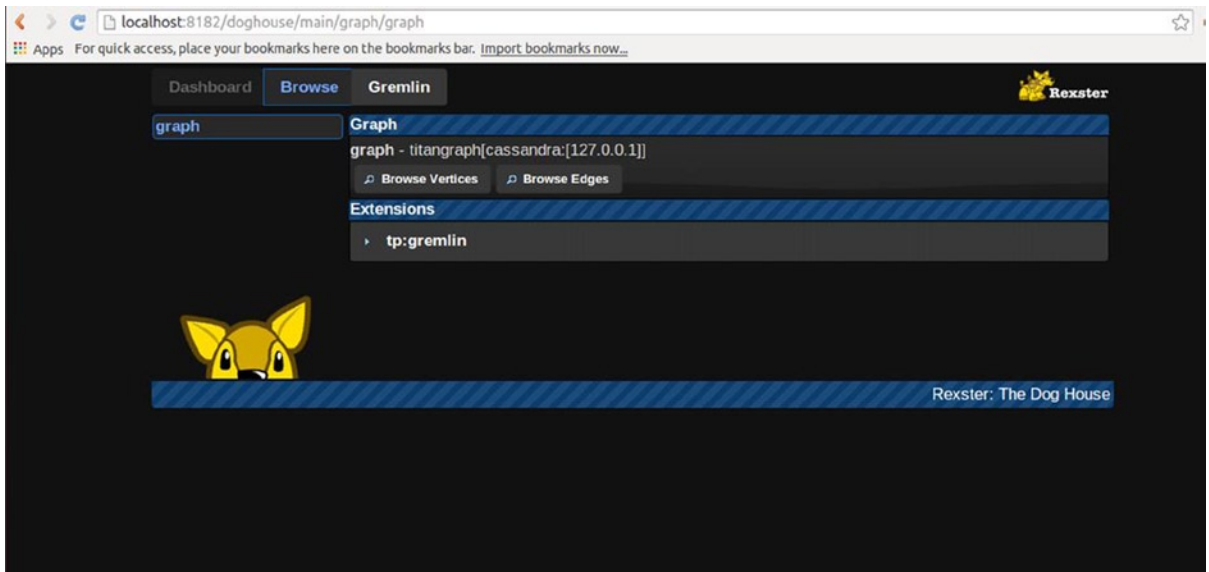 localhost:8182/doghouse/main/graph/graph
Apps For quick access, place your bookmarks here on the bookmarks bar. Import bookmarks now...
Dashboard Browse Gremlin Rexster
graph
Graph
graph - titangraph[cassandra:[127.0.0.1]]
Browse Vertices Browse Edges
Extensions
tp:gremlin
Rexster: The Dog House